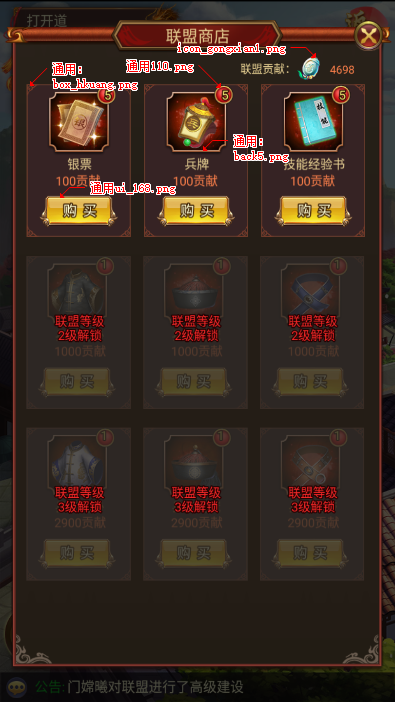 打开道
联盟商店
icon_gongxiani.png
通用:
box_hkuang.png
通用110.png
联盟贡献:
4698
5
5
5
通用:
back5.png
银票
兵牌
技能经验书
100贡献
100贡献
100贡献
通用ui_168.png
购买
购买
购买
1
1
1
联盟等级
2级解锁
联盟等级
2级解锁
联盟等级
2级解锁
1000贡献
1000贡献
1000贡献
购买
购买
购买
1
1
1
联盟等级
3级解锁
联盟等级
3级解锁
联盟等级
3级解锁
2900贡献
2900贡献
2900贡献
购买
购买
购买
公告: 门嫦曦对联盟进行了高级建设